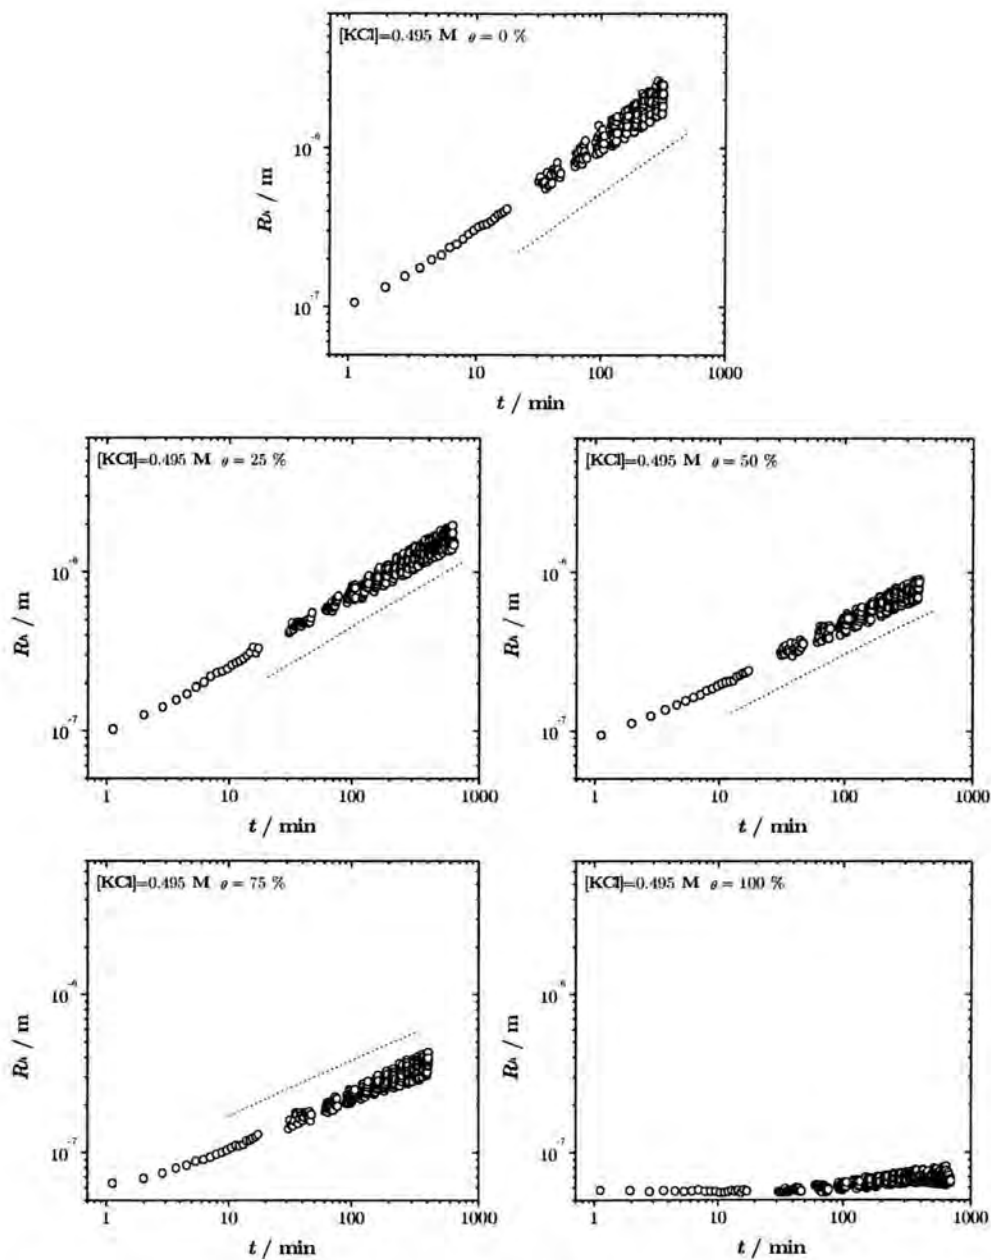 [KCl]=0.495 M θ = 0 %
10⁻⁶
10⁻⁷
Rₕ / m
1 10 100 1000
t / min
[KCl]=0.495 M θ = 25 %
10⁻⁶
10⁻⁷
Rₕ / m
1 10 100 1000
t / min
[KCl]=0.495 M θ = 50 %
10⁻⁶
10⁻⁷
Rₕ / m
1 10 100 1000
t / min
[KCl]=0.495 M θ = 75 %
10⁻⁶
10⁻⁷
Rₕ / m
1 10 100 1000
t / min
[KCl]=0.495 M θ = 100 %
10⁻⁶
10⁻⁷
Rₕ / m
1 10 100 1000
t / min